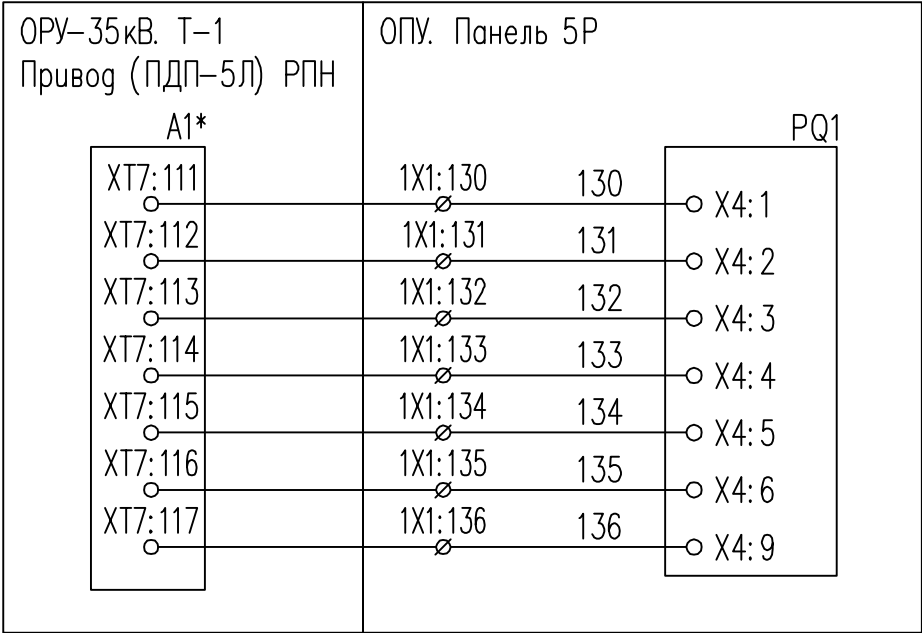 ОРУ-35кВ. Т-1
Привод (ПДП-5Л) РПН
ОПУ. Панель 5Р
A1*
PQ1
XT7:111
1X1:130
130
X4:1
XT7:112
1X1:131
131
X4:2
XT7:113
1X1:132
132
X4:3
XT7:114
1X1:133
133
X4:4
XT7:115
1X1:134
134
X4:5
XT7:116
1X1:135
135
X4:6
XT7:117
1X1:136
136
X4:9